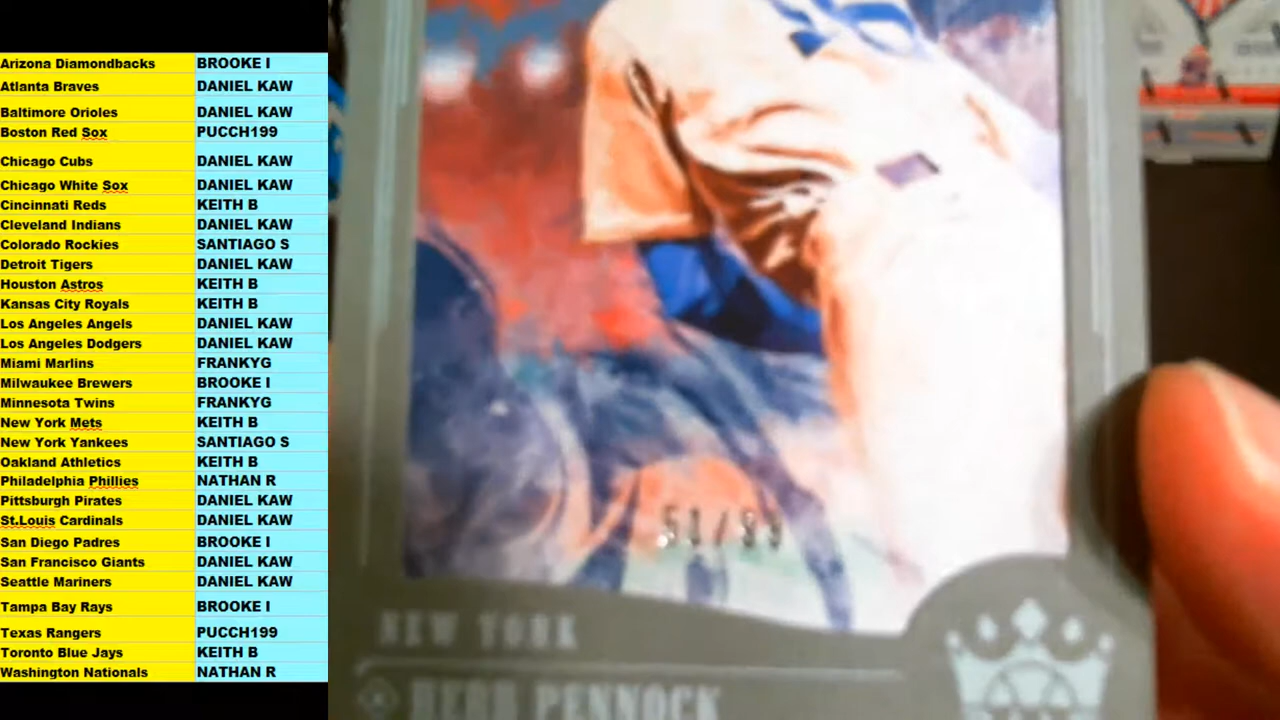 Arizona Diamondbacks BROOKE I
Atlanta Braves DANIEL KAW
Baltimore Orioles DANIEL KAW
Boston Red Sox PUCCH199
Chicago Cubs DANIEL KAW
Chicago White Sox DANIEL KAW
Cincinnati Reds KEITH B
Cleveland Indians DANIEL KAW
Colorado Rockies SANTIAGO S
Detroit Tigers DANIEL KAW
Houston Astros KEITH B
Kansas City Royals KEITH B
Los Angeles Angels DANIEL KAW
Los Angeles Dodgers DANIEL KAW
Miami Marlins FRANKYG
Milwaukee Brewers BROOKE I
Minnesota Twins FRANKYG
New York Mets KEITH B
New York Yankees SANTIAGO S
Oakland Athletics KEITH B
Philadelphia Phillies NATHAN R
Pittsburgh Pirates DANIEL KAW
St.Louis Cardinals DANIEL KAW
San Diego Padres BROOKE I
San Francisco Giants DANIEL KAW
Seattle Mariners DANIEL KAW
Tampa Bay Rays BROOKE I
Texas Rangers PUCCH199
Toronto Blue Jays KEITH B
Washington Nationals NATHAN R
51/99
NEW YORK
HERB PENNOCK